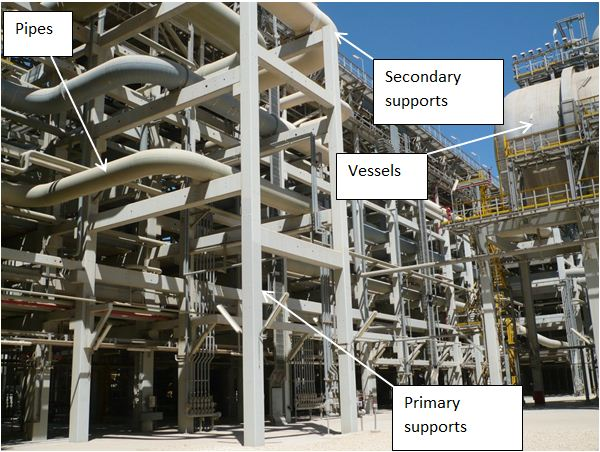 Pipes
Secondary
supports
Vessels
Primary
supports